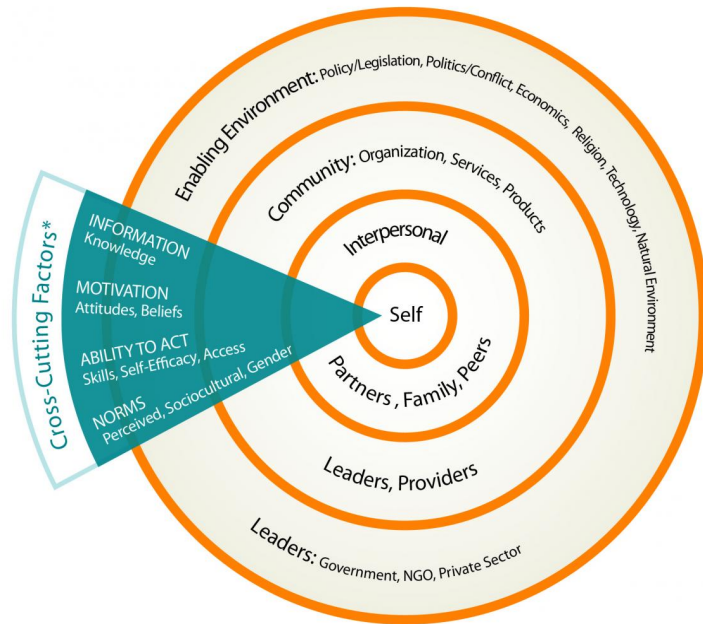 Enabling Environment: Policy/Legislation, Politics/Conflict, Economics, Religion, Technology, Natural Environment
Community: Organization, Services, Products
Interpersonal
Self
Partners , Family, Peers
Leaders, Providers
Leaders: Government, NGO, Private Sector
Cross-Cutting Factors*
INFORMATION
Knowledge
MOTIVATION
Attitudes, Beliefs
ABILITY TO ACT
Skills, Self-Efficacy, Access
NORMS
Perceived, Sociocultural, Gender